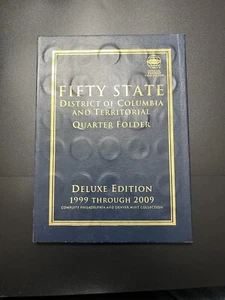 FIFTY STATE
DISTRICT OF COLUMBIA
AND TERRITORIAL
QUARTER FOLDER
DELUXE EDITION
1999 THROUGH 2009
COMPLETE PHILADELPHIA AND DENVER MINT COLLECTION